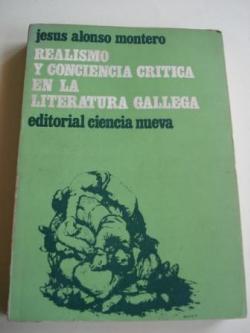 jesus alonso montero
REALISMO
Y CONCIENCIA CRITICA
EN LA
LITERATURA GALLEGA
editorial ciencia nueva